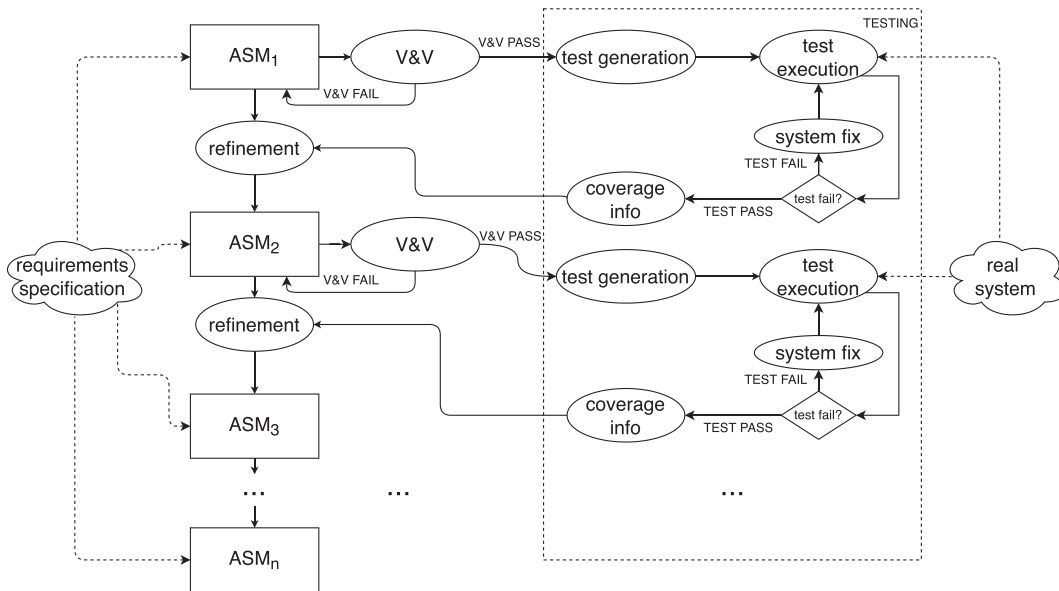 TESTING
ASM1
V&V
V&V PASS
test generation
test
execution
V&V FAIL
refinement
system fix
TEST FAIL
coverage
info
TEST PASS
test fail?
ASM2
V&V
V&V PASS
V&V FAIL
test generation
test
execution
requirements
specification
real
system
refinement
system fix
TEST FAIL
coverage
info
TEST PASS
test fail?
ASM3
...
...
...
ASMn